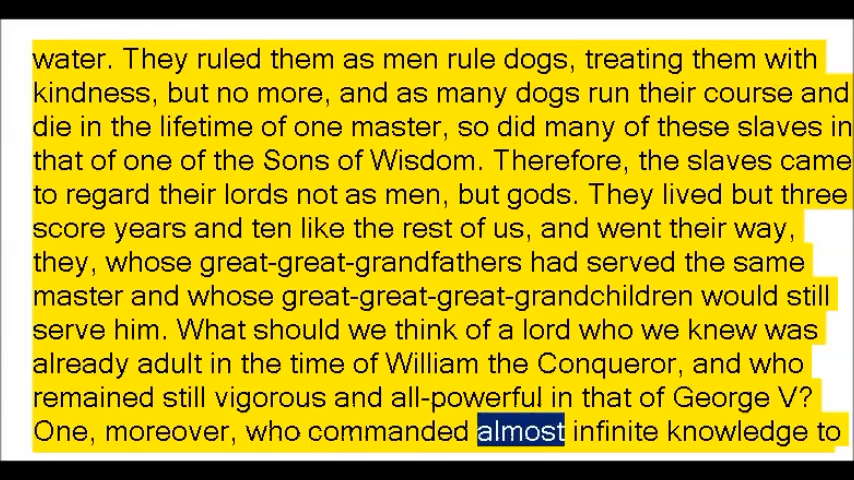 water. They ruled them as men rule dogs, treating them with
kindness, but no more, and as many dogs run their course and
die in the lifetime of one master, so did many of these slaves in
that of one of the Sons of Wisdom. Therefore, the slaves came
to regard their lords not as men, but gods. They lived but three
score years and ten like the rest of us, and went their way,
they, whose great-great-grandfathers had served the same
master and whose great-great-great-grandchildren would still
serve him. What should we think of a lord who we knew was
already adult in the time of William the Conqueror, and who
remained still vigorous and all-powerful in that of George V?
One, moreover, who commanded almost infinite knowledge to